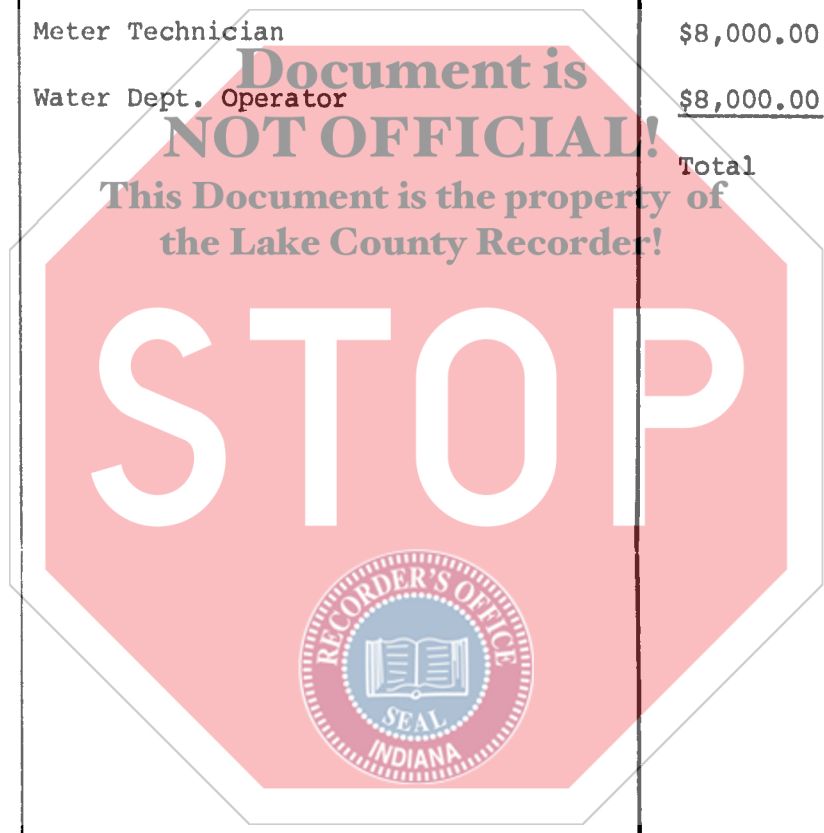 Meter Technician $8,000.00
Document is
Water Dept. Operator $8,000.00
NOT OFFICIAL!
Total
This Document is the property of
the Lake County Recorder!
STOP
RECORDER'S OFFICE
SEAL
INDIANA